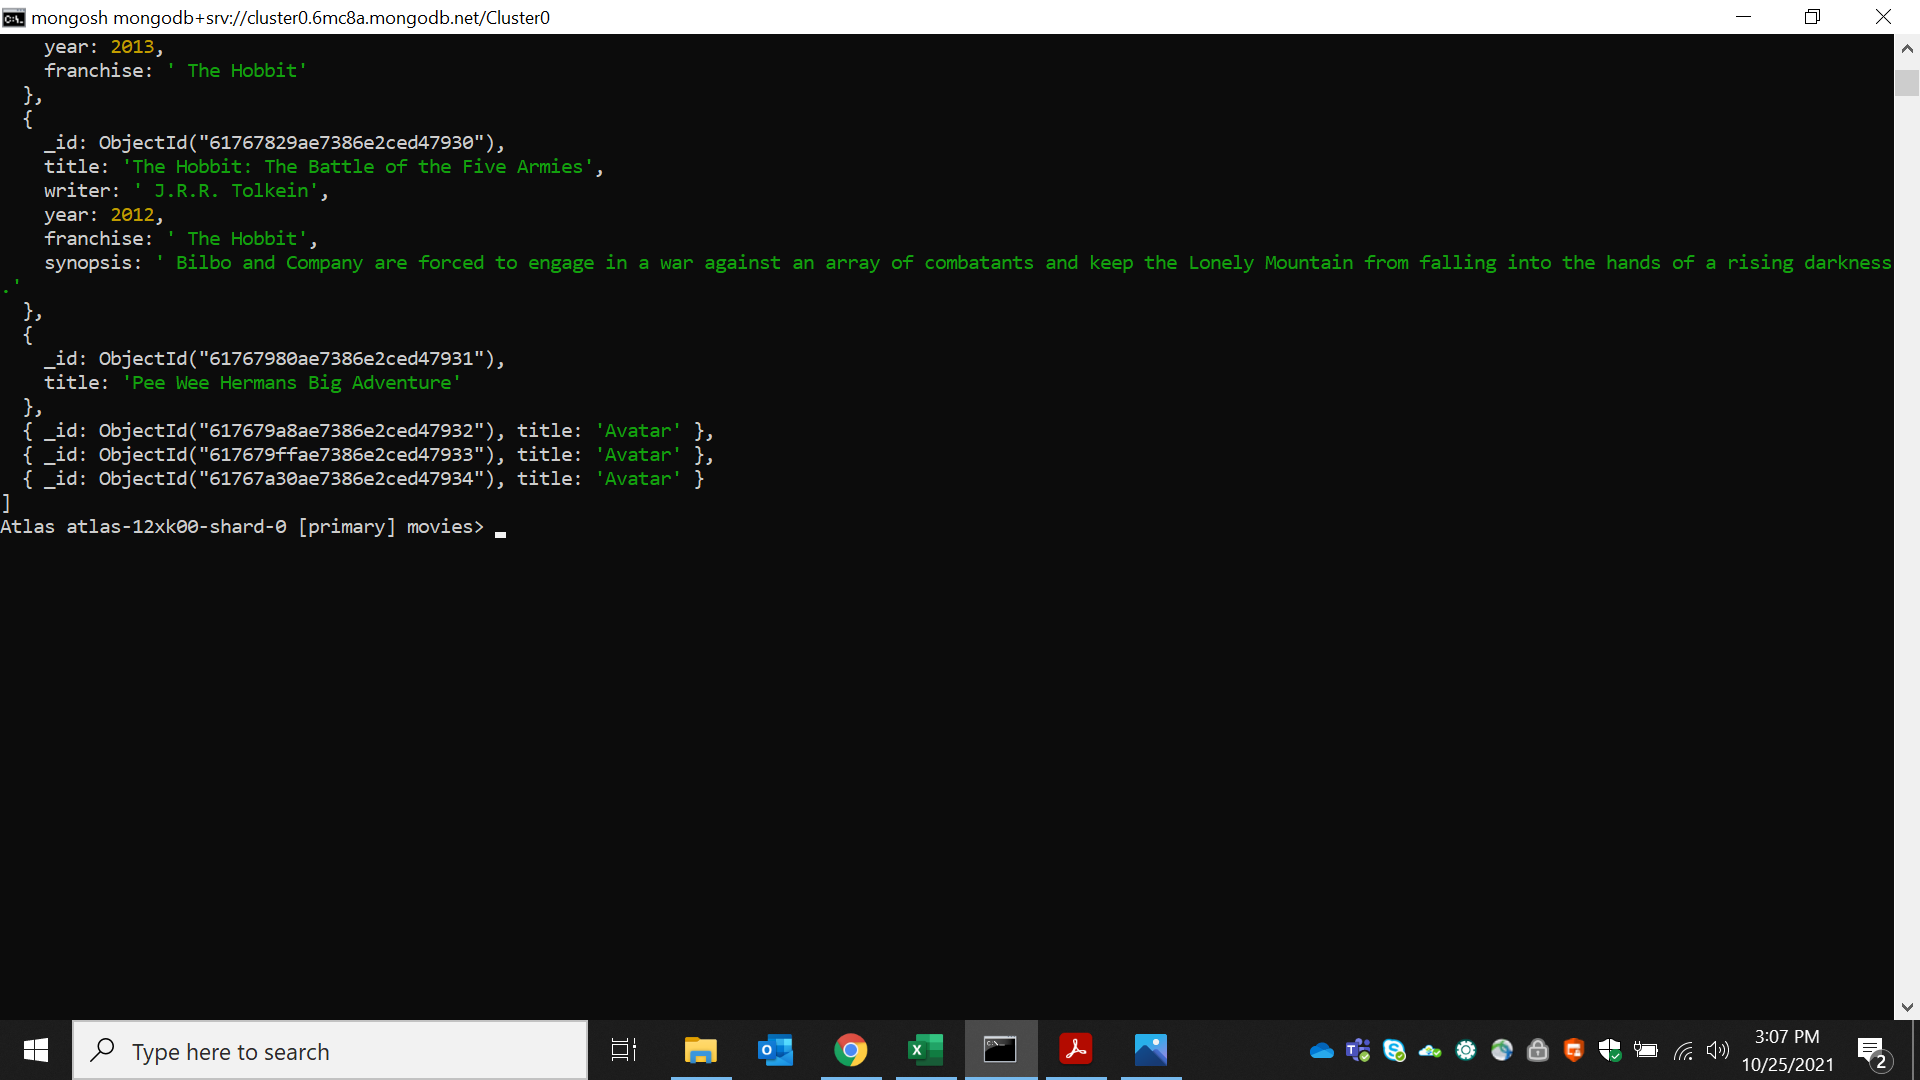 mongosh mongodb+srv://cluster0.6mc8a.mongodb.net/Cluster0
year: 2013,
franchise: ' The Hobbit'
},
{
_id: ObjectId("61767829ae7386e2ced47930"),
title: 'The Hobbit: The Battle of the Five Armies',
writer: ' J.R.R. Tolkein',
year: 2012,
franchise: ' The Hobbit',
synopsis: ' Bilbo and Company are forced to engage in a war against an array of combatants and keep the Lonely Mountain from falling into the hands of a rising darkness
.'
},
{
_id: ObjectId("61767980ae7386e2ced47931"),
title: 'Pee Wee Hermans Big Adventure'
},
{ _id: ObjectId("617679a8ae7386e2ced47932"), title: 'Avatar' },
{ _id: ObjectId("617679ffae7386e2ced47933"), title: 'Avatar' },
{ _id: ObjectId("61767a30ae7386e2ced47934"), title: 'Avatar' }
]
Atlas atlas-12xk00-shard-0 [primary] movies>
Type here to search
3:07 PM
10/25/2021
2